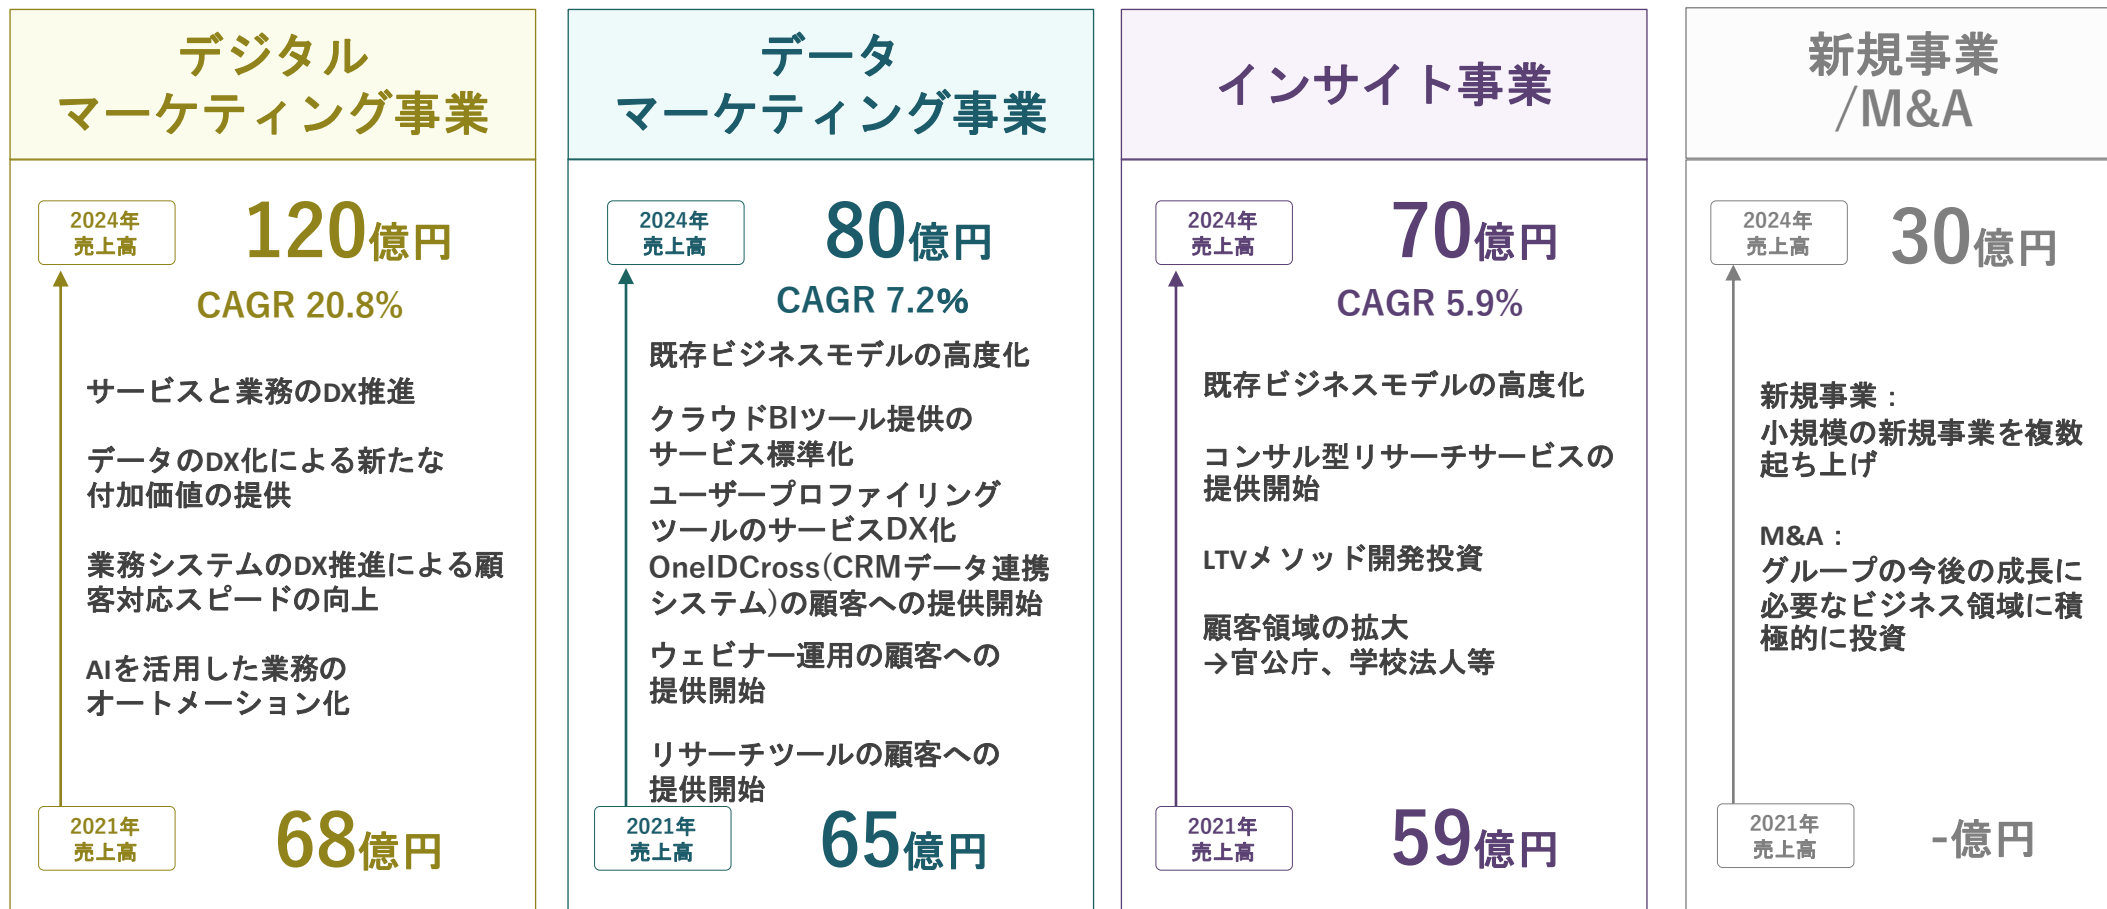 デジタル
マーケティング事業
2024年
売上高
120億円
CAGR 20.8%
サービスと業務のDX推進
データのDX化による新たな
付加価値の提供
業務システムのDX推進による顧
客対応スピードの向上
AIを活用した業務の
オートメーション化
2021年
売上高
68億円
データ
マーケティング事業
2024年
売上高
80億円
CAGR 7.2%
既存ビジネスモデルの高度化
クラウドBIツール提供の
サービス標準化
ユーザープロファイリング
ツールのサービスDX化
OneIDCross(CRMデータ連携
システム)の顧客への提供開始
ウェビナー運用の顧客への
提供開始
リサーチツールの顧客への
提供開始
2021年
売上高
65億円
インサイト事業
2024年
売上高
70億円
CAGR 5.9%
既存ビジネスモデルの高度化
コンサル型リサーチサービスの
提供開始
LTVメソッド開発投資
顧客領域の拡大
→官公庁、学校法人等
2021年
売上高
59億円
新規事業
/M&A
2024年
売上高
30億円
新規事業：
小規模の新規事業を複数
起ち上げ
M&A：
グループの今後の成長に
必要なビジネス領域に積
極的に投資
2021年
売上高
-億円